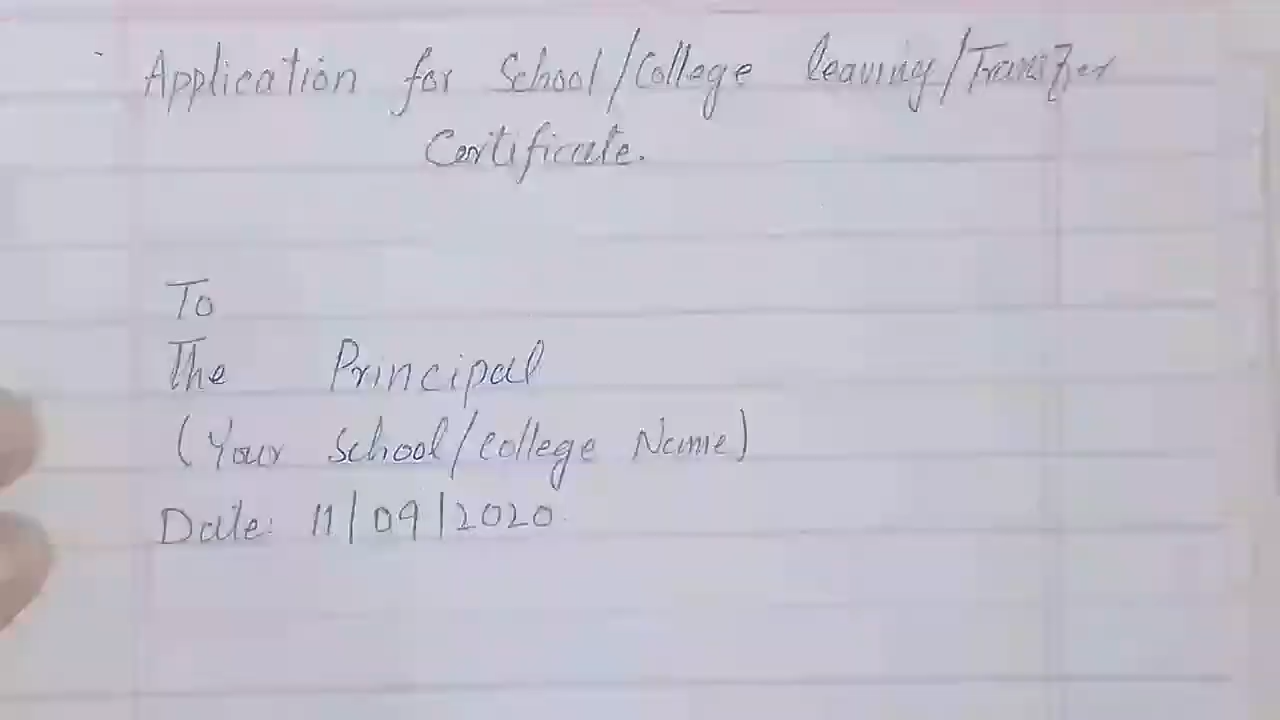 Application for School/College leaving/Transfer
Certificate.
To
The Principal
(Your School/College Name)
Date: 11/09/2020